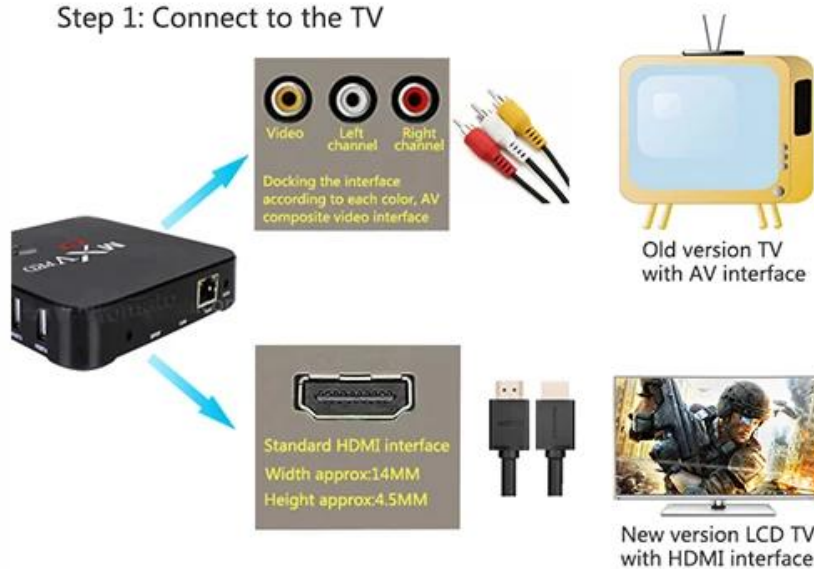 Step 1: Connect to the TV
Video
Left
channel
Right
channel
Docking the interface
according to each color, AV
composite video interface
Old version TV
with AV interface
MXV PRO
Standard HDMI interface
Width approx:14MM
Height approx:4.5MM
New version LCD TV
with HDMI interface